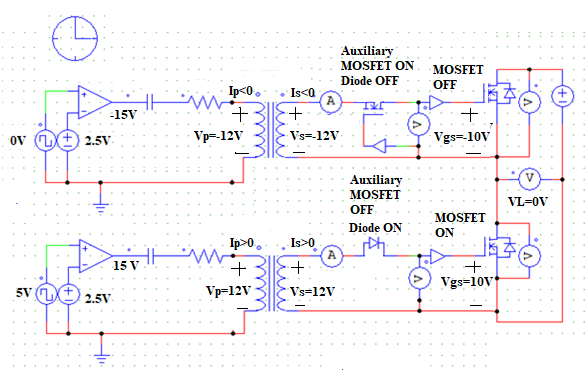 Auxiliary
MOSFET ON
Diode OFF
MOSFET
OFF
Ip<0
Is<0
A
-15V
0V
2.5V
Vp=-12V
Vs=-12V
V
Vgs=-10V
V
V
VL=0V
Auxiliary
MOSFET
OFF
Diode ON
MOSFET
ON
Ip>0
Is>0
A
15 V
5V
2.5V
Vp=12V
Vs=12V
V
Vgs=10V
V